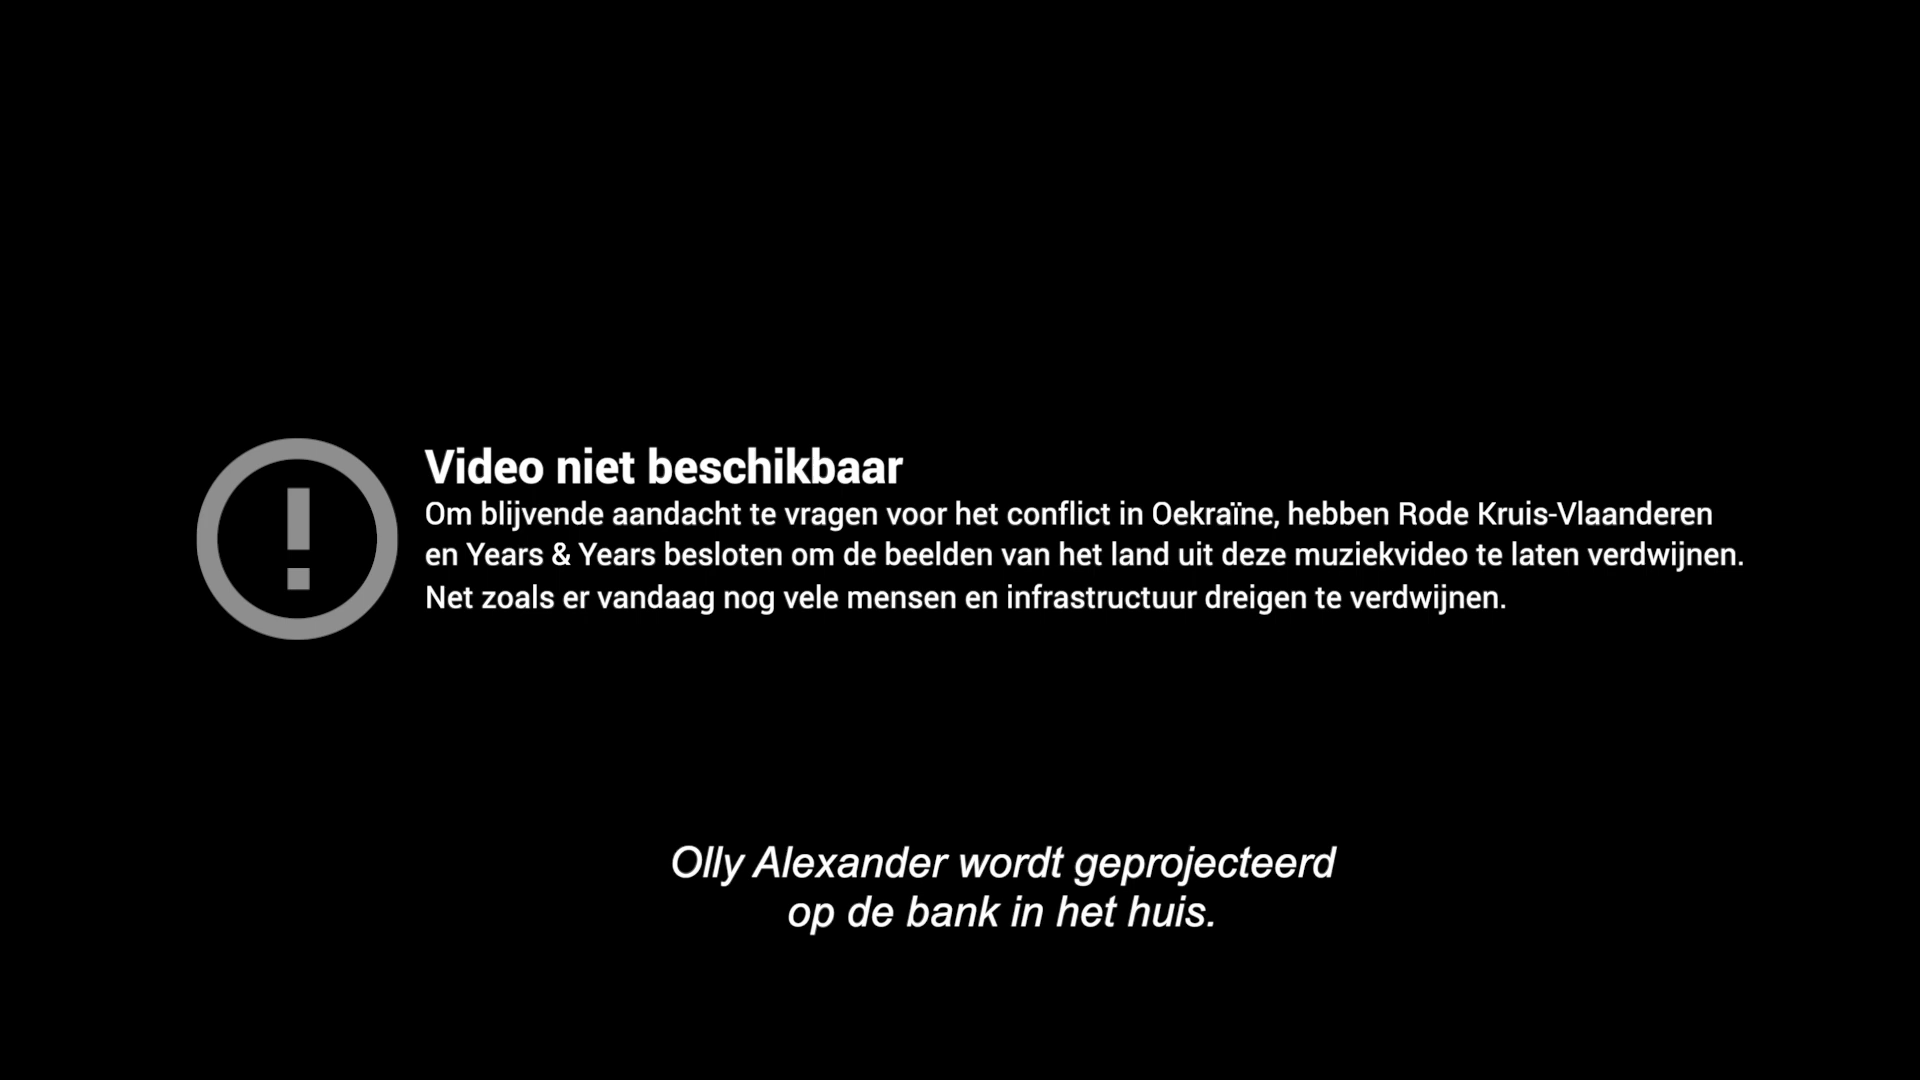 Video niet beschikbaar
Om blijvende aandacht te vragen voor het conflict in Oekraïne, hebben Rode Kruis-Vlaanderen
en Years & Years besloten om de beelden van het land uit deze muziekvideo te laten verdwijnen.
Net zoals er vandaag nog vele mensen en infrastructuur dreigen te verdwijnen.
Olly Alexander wordt geprojecteerd
op de bank in het huis.